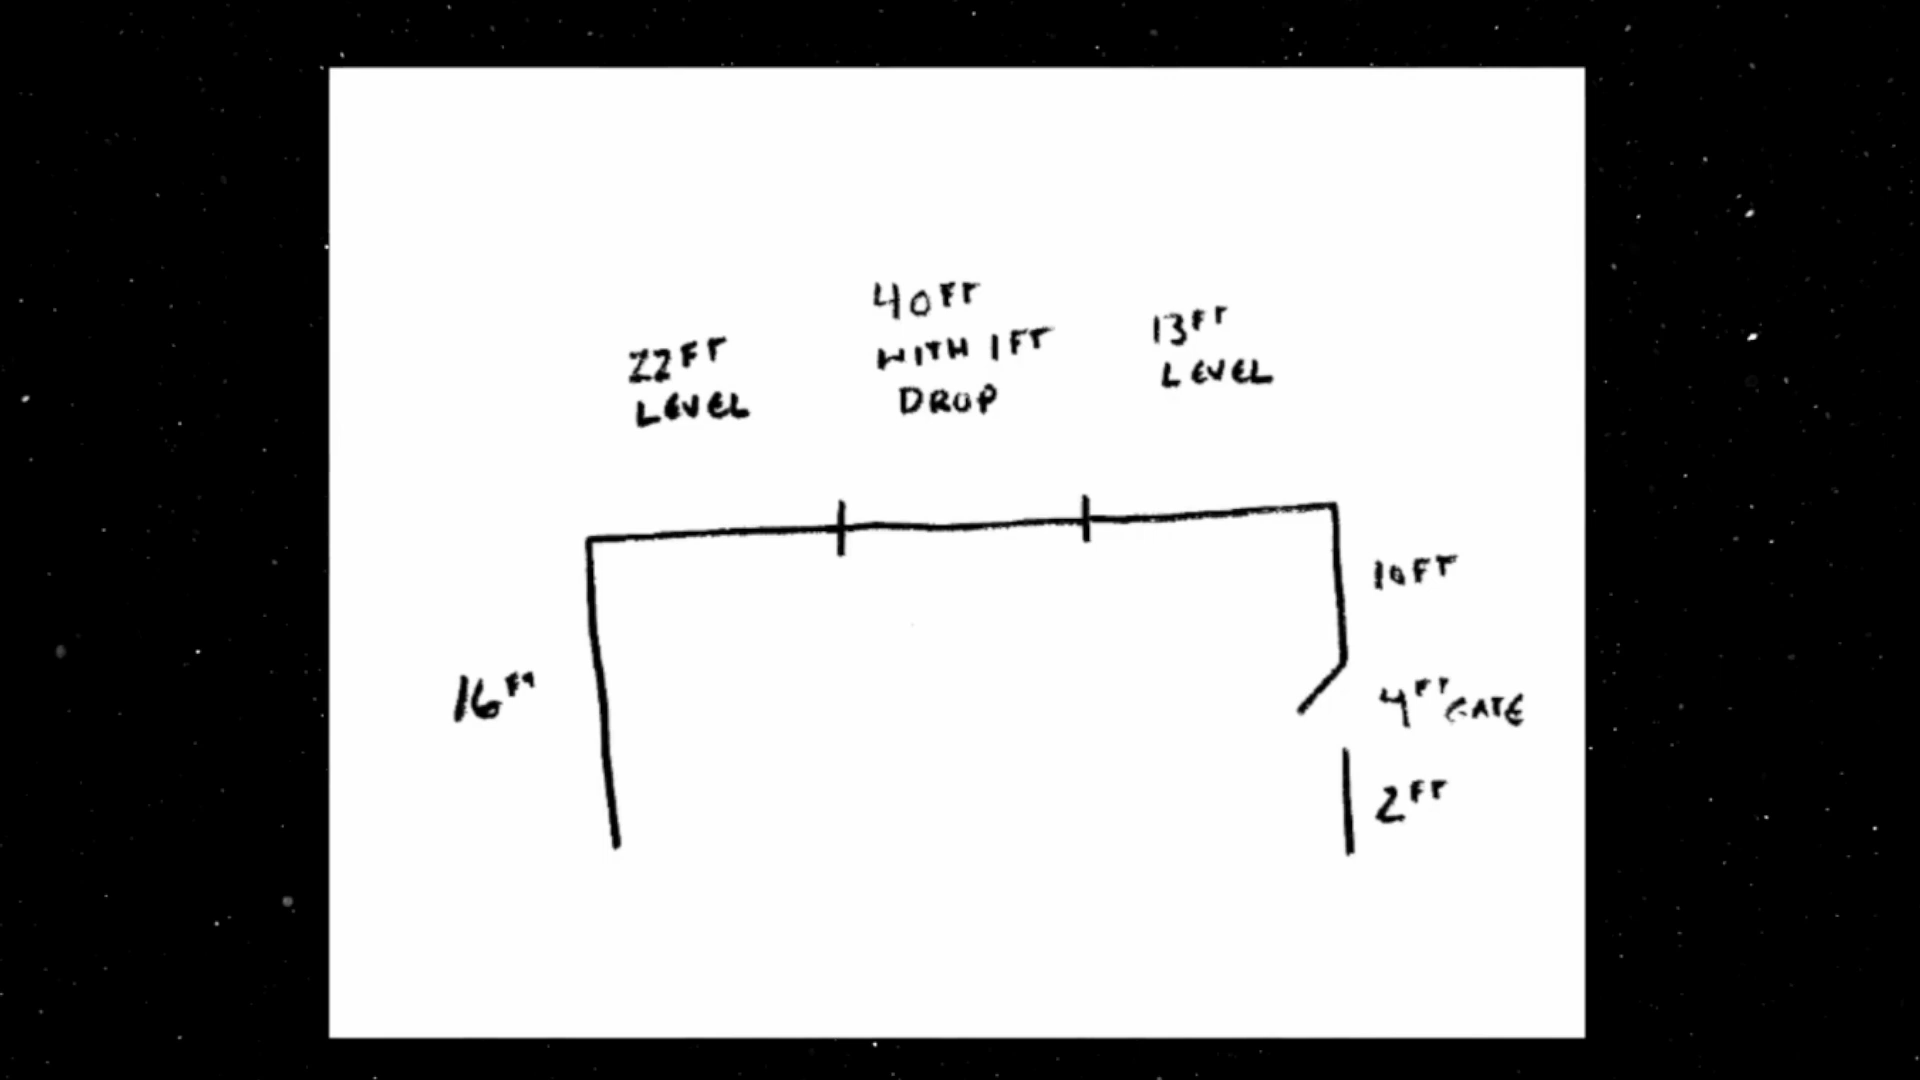 40FT
WITH 1FT
DROP
22FT
LEVEL
13FT
LEVEL
10FT
16FT
4FT GATE
2FT